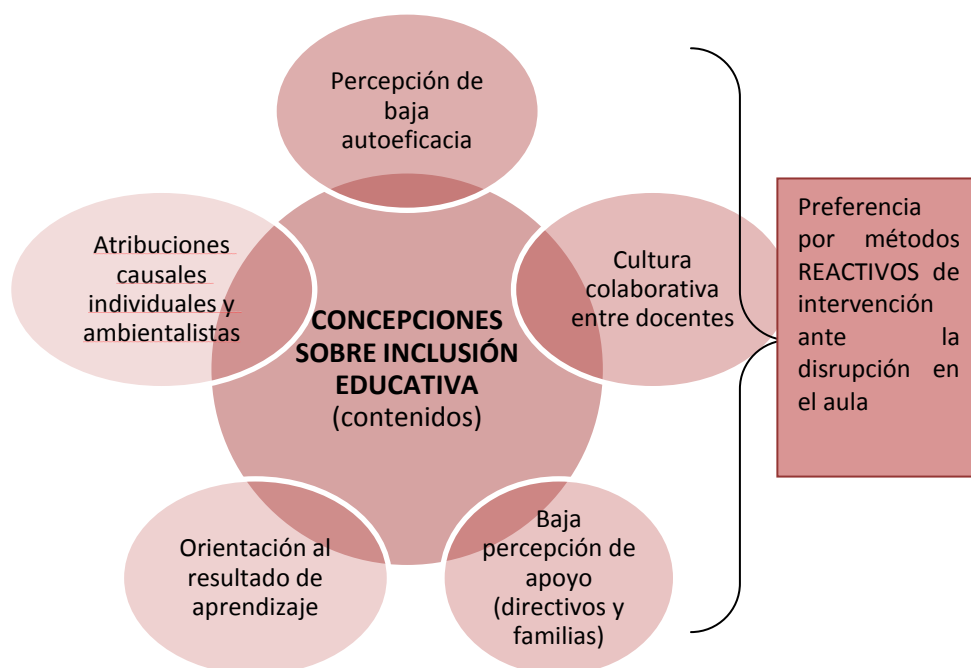 Percepción de
baja
autoeficacia
Atribuciones
causales
individuales y
ambientalistas
CONCEPCIONES
SOBRE INCLUSIÓN
EDUCATIVA
(contenidos)
Cultura
colaborativa
entre docentes
Orientación al
resultado de
aprendizaje
Baja
percepción de
apoyo
(directivos y
familias)
Preferencia
por métodos
REACTIVOS de
intervención
ante la
disrupción en
el aula